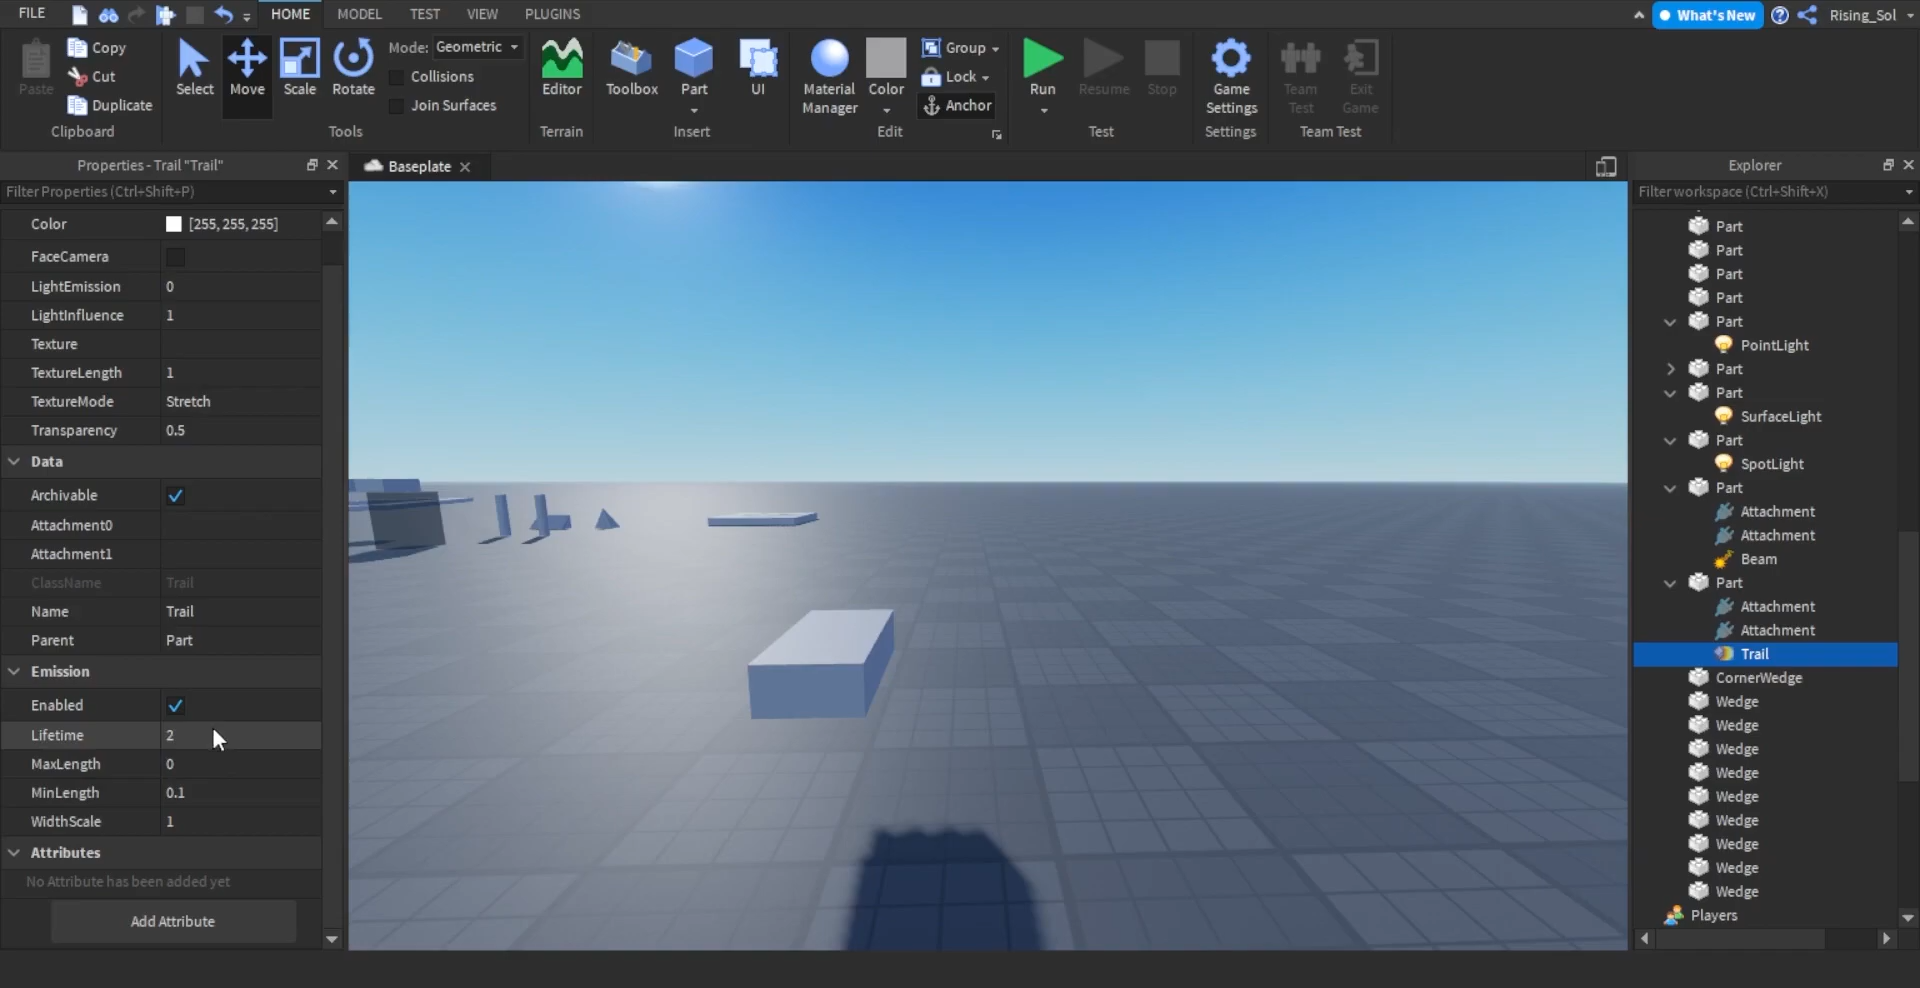 FILE
HOME
MODEL
TEST
VIEW
PLUGINS
What's New
Rising_Sol
Paste
Copy
Cut
Duplicate
Clipboard
Select
Move
Scale
Rotate
Mode: Geometric
Collisions
Join Surfaces
Tools
Editor
Terrain
Toolbox
Part
UI
Insert
Material
Manager
Color
Group
Lock
Anchor
Edit
Run
Resume
Stop
Test
Game
Settings
Settings
Team
Test
Exit
Game
Team Test
Properties - Trail "Trail"
Filter Properties (Ctrl+Shift+P)
Color [255, 255, 255]
FaceCamera
LightEmission 0
LightInfluence 1
Texture
TextureLength 1
TextureMode Stretch
Transparency 0.5
Data
Archivable
Attachment0
Attachment1
ClassName Trail
Name Trail
Parent Part
Emission
Enabled
Lifetime 2
MaxLength 0
MinLength 0.1
WidthScale 1
Attributes
No Attribute has been added yet
Add Attribute
Baseplate
Explorer
Filter workspace (Ctrl+Shift+X)
Part
Part
Part
Part
Part
PointLight
Part
Part
SurfaceLight
Part
SpotLight
Part
Attachment
Attachment
Beam
Part
Attachment
Attachment
Trail
CornerWedge
Wedge
Wedge
Wedge
Wedge
Wedge
Wedge
Wedge
Wedge
Wedge
Players